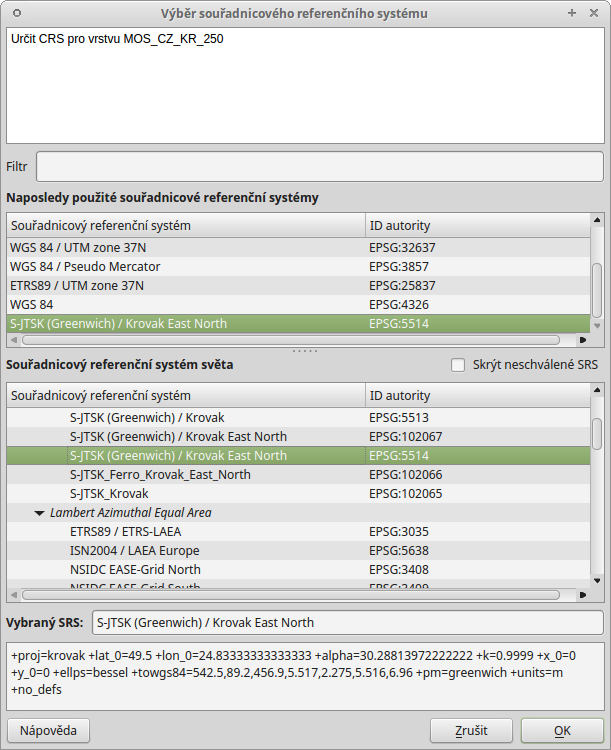 Výběr souřadnicového referenčního systému
Určit CRS pro vrstvu MOS_CZ_KR_250
Filtr
Naposledy použité souřadnicové referenční systémy
Souřadnicový referenční systém ID autority
WGS 84 / UTM zone 37N EPSG:32637
WGS 84 / Pseudo Mercator EPSG:3857
ETRS89 / UTM zone 37N EPSG:25837
WGS 84 EPSG:4326
S-JTSK (Greenwich) / Krovak East North EPSG:5514
Souřadnicový referenční systém světa Skrýt neschválené SRS
Souřadnicový referenční systém ID autority
S-JTSK (Greenwich) / Krovak EPSG:5513
S-JTSK (Greenwich) / Krovak East North EPSG:102067
S-JTSK (Greenwich) / Krovak East North EPSG:5514
S-JTSK_Ferro_Krovak_East_North EPSG:102066
S-JTSK_Krovak EPSG:102065
Lambert Azimuthal Equal Area
ETRS89 / ETRS-LAEA EPSG:3035
ISN2004 / LAEA Europe EPSG:5638
NSIDC EASE-Grid North EPSG:3408
NSIDC EASE-Grid South EPSG:3409
Vybraný SRS: S-JTSK (Greenwich) / Krovak East North
+proj=krovak +lat_0=49.5 +lon_0=24.83333333333333 +alpha=30.28813972222222 +k=0.9999 +x_0=0
+y_0=0 +ellps=bessel +towgs84=542.5,89.2,456.9,5.517,2.275,5.516,6.96 +pm=greenwich +units=m
+no_defs
Nápověda Zrušit OK